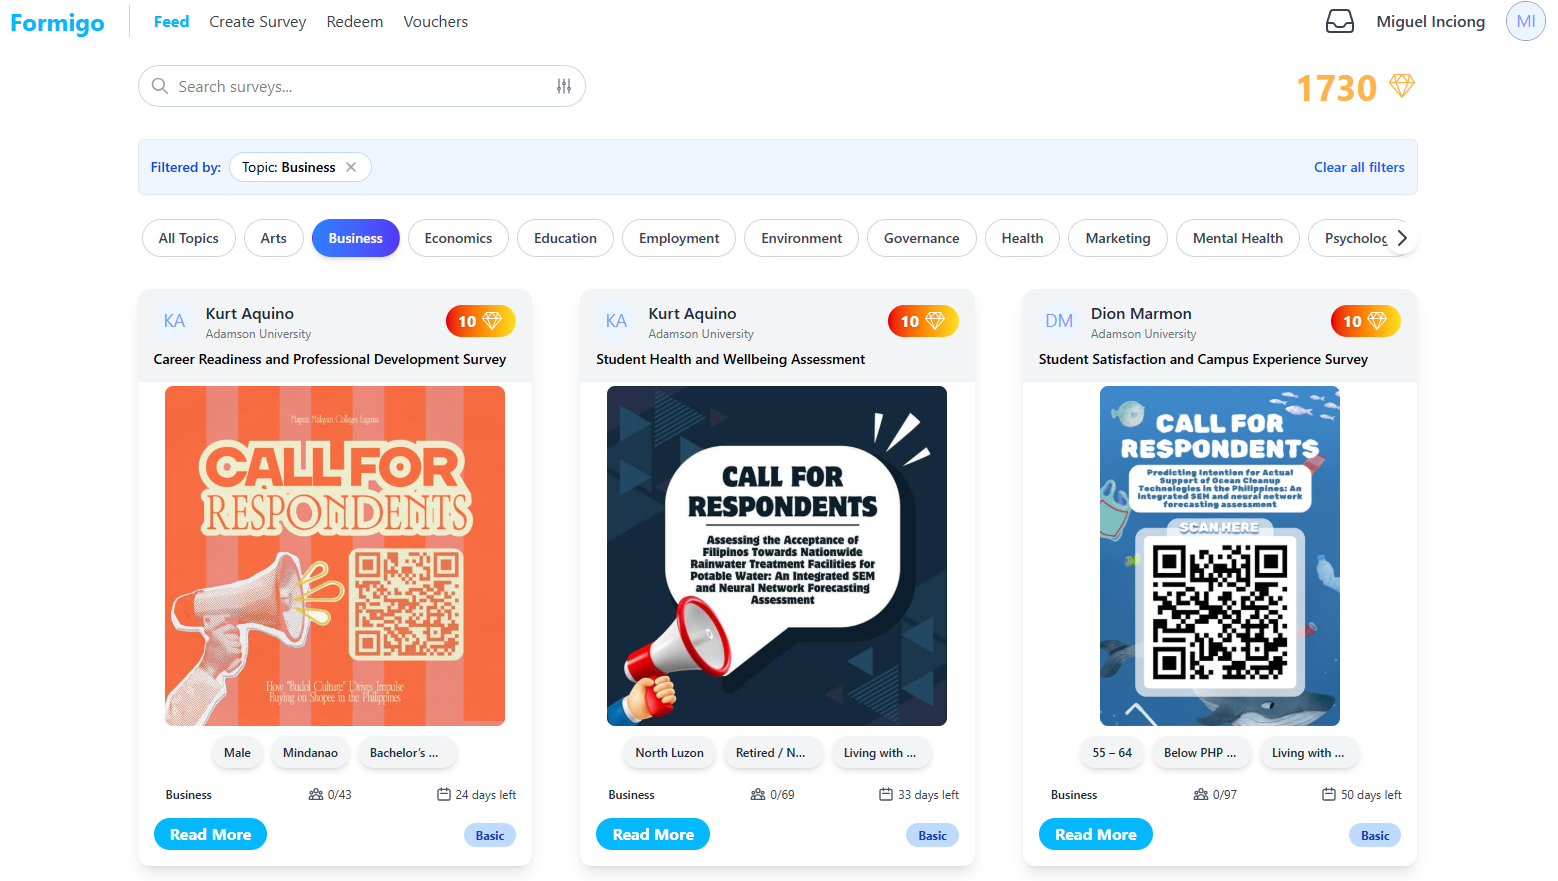 Formigo
Feed
Create Survey
Redeem
Vouchers
Miguel Inciong
MI
Search surveys...
1730
Filtered by:
Topic: Business
Clear all filters
All Topics
Arts
Business
Economics
Education
Employment
Environment
Governance
Health
Marketing
Mental Health
Psycholog
KA
Kurt Aquino
Adamson University
10
Career Readiness and Professional Development Survey
Mapúa Malayan Colleges Laguna
CALL FOR
RESPONDENTS
How "Budol Culture" Drives Impulse
Buying on Shopee in the Philippines
Male
Mindanao
Bachelor's ...
Business
0/43
24 days left
Read More
Basic
KA
Kurt Aquino
Adamson University
10
Student Health and Wellbeing Assessment
CALL FOR
RESPONDENTS
Assessing the Acceptance of
Filipinos Towards Nationwide
Rainwater Treatment Facilities for
Potable Water: An Integrated SEM
and Neural Network Forecasting
Assessment
North Luzon
Retired / N...
Living with ...
Business
0/69
33 days left
Read More
Basic
DM
Dion Marmon
Adamson University
10
Student Satisfaction and Campus Experience Survey
CALL FOR
RESPONDENTS
Predicting Intention for Actual
Support of Ocean Cleanup
Technologies in the Philippines: An
integrated SEM and neural network
forecasting assessment
SCAN HERE
55 – 64
Below PHP ...
Living with ...
Business
0/97
50 days left
Read More
Basic